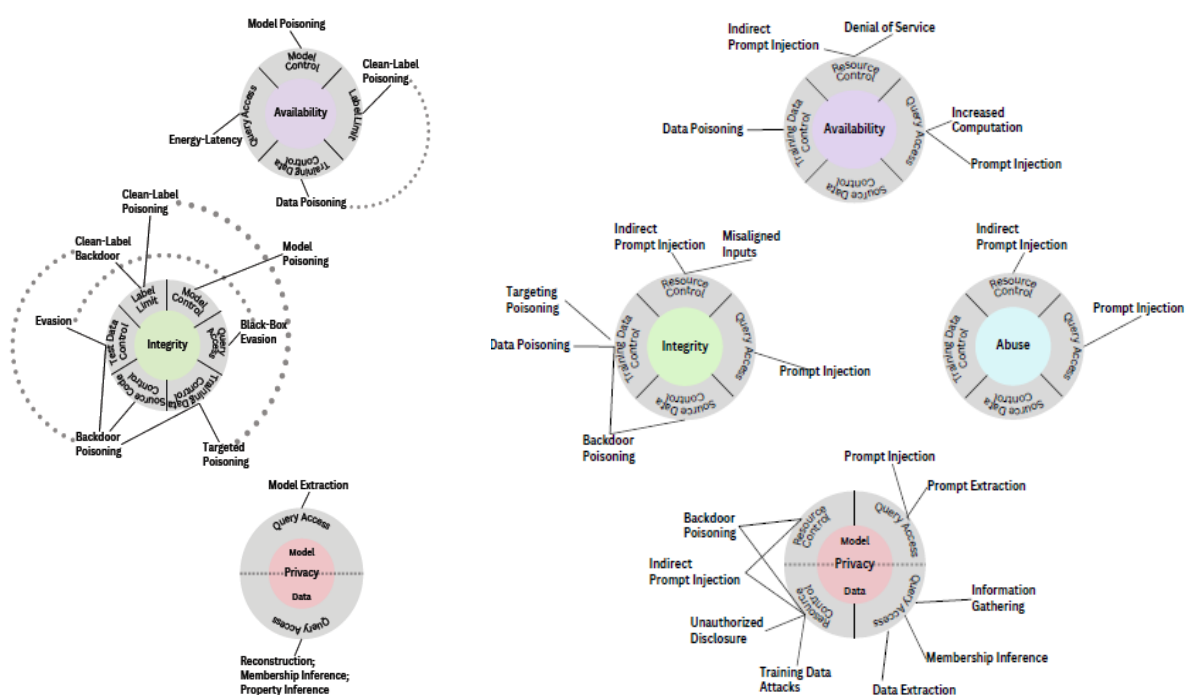 Model Poisoning
Model
Control
Clean-Label
Poisoning
Query Access
Availability
Label Limit
Energy-Latency
Training Data
Control
Data Poisoning
Clean-Label
Poisoning
Clean-Label
Backdoor
Model
Poisoning
Label
Limit
Model
Control
Evasion
Test Data
Control
Integrity
Query
Access
Black-Box
Evasion
Source Code
Control
Training Data
Control
Backdoor
Poisoning
Targeted
Poisoning
Model Extraction
Query Access
Model
Privacy
Data
Query Access
Reconstruction;
Membership Inference;
Property Inference
Indirect
Prompt Injection
Denial of Service
Resource
Control
Data Poisoning
Training Data
Control
Availability
Query Access
Increased
Computation
Prompt Injection
Source Data
Control
Indirect
Prompt Injection
Misaligned
Inputs
Resource
Control
Targeting
Poisoning
Data Poisoning
Training Data
Control
Integrity
Query Access
Prompt Injection
Source Data
Control
Backdoor
Poisoning
Indirect
Prompt Injection
Resource
Control
Training Data
Control
Abuse
Query Access
Prompt Injection
Source Data
Control
Prompt Injection
Prompt Extraction
Backdoor
Poisoning
Resource
Control
Query Access
Model
Privacy
Data
Indirect
Prompt Injection
Resource
Control
Query Access
Information
Gathering
Unauthorized
Disclosure
Membership Inference
Training Data
Attacks
Data Extraction